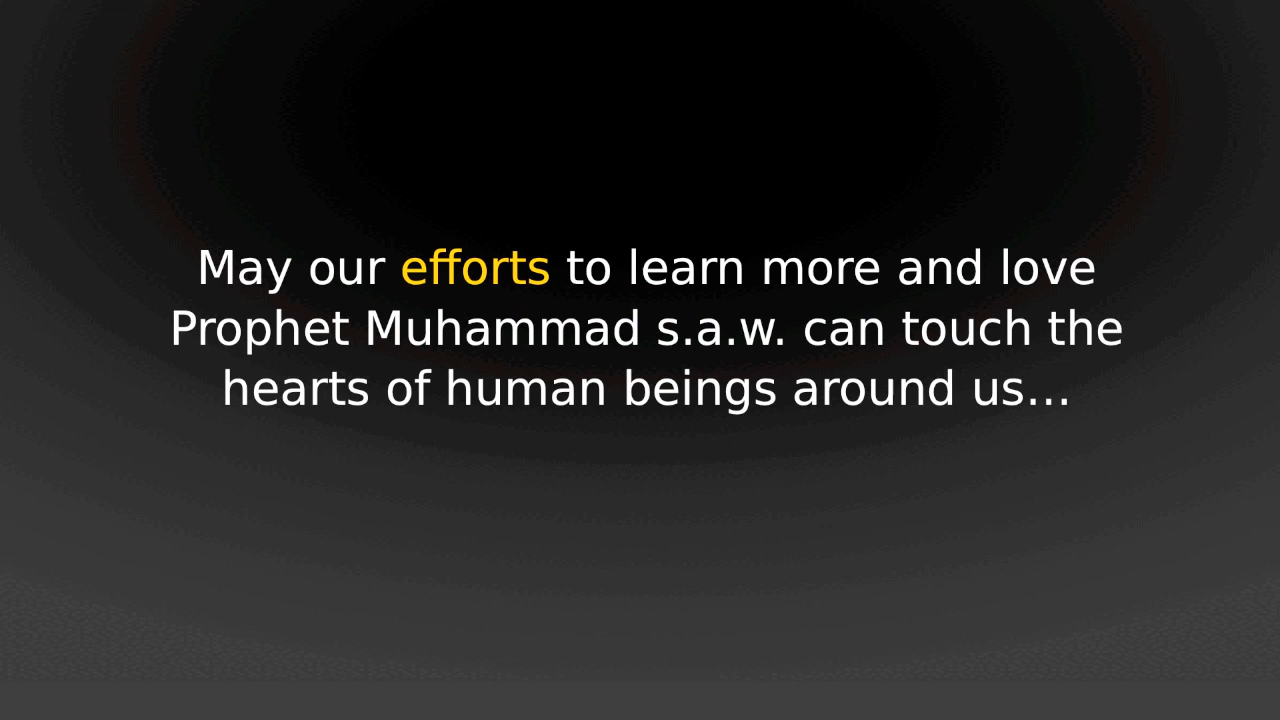 May our efforts to learn more and love
Prophet Muhammad s.a.w. can touch the
hearts of human beings around us…